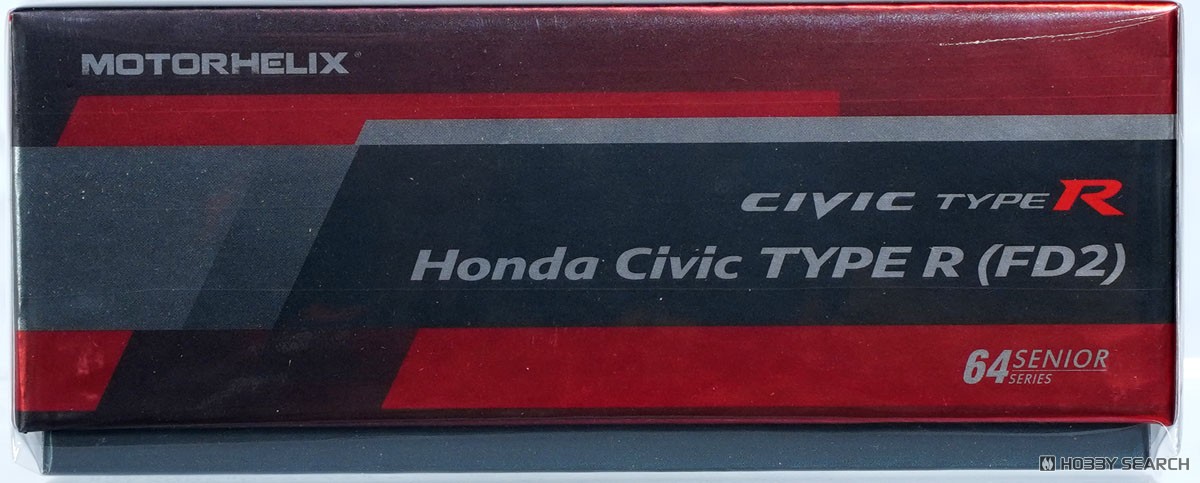 MOTORHELIX
CIVIC TYPE R
Honda Civic TYPE R (FD2)
64 SENIOR
SERIES
HOBBY SEARCH